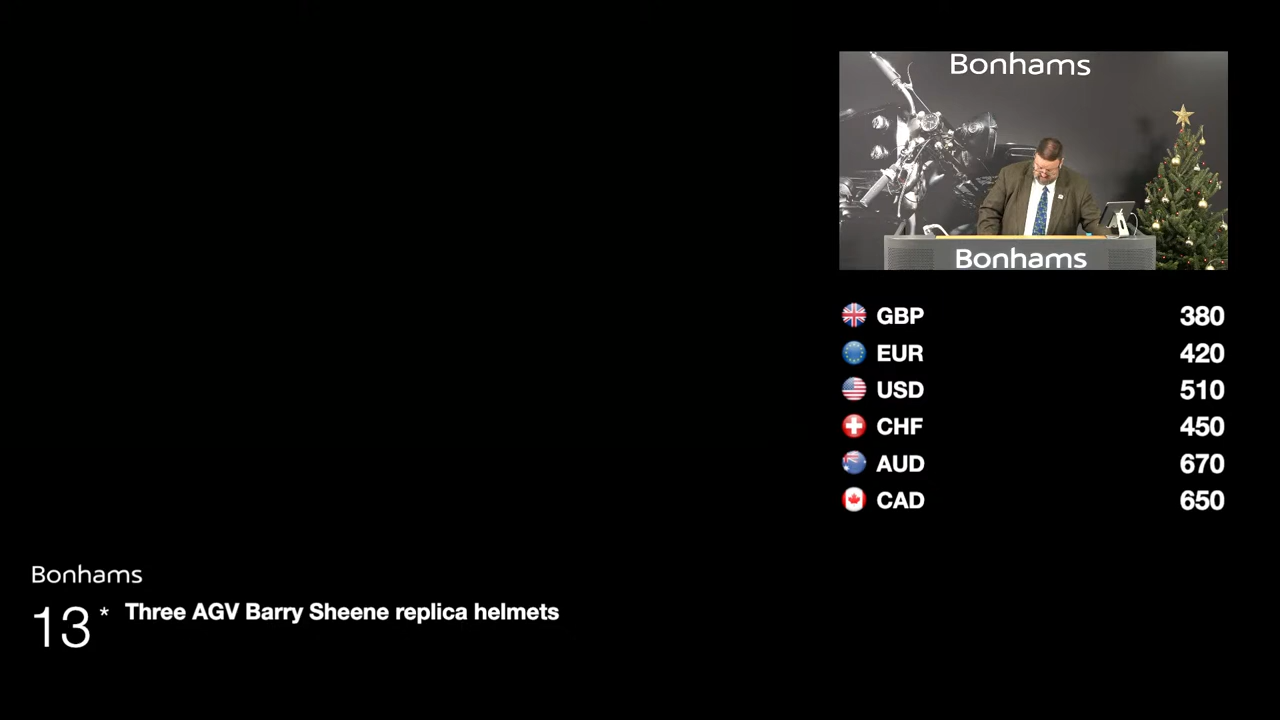 Bonhams
Bonhams
GBP 380
EUR 420
USD 510
CHF 450
AUD 670
CAD 650
Bonhams
13 * Three AGV Barry Sheene replica helmets